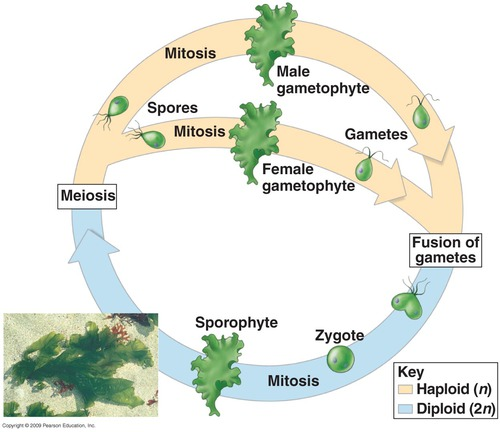 Mitosis
Male
gametophyte
Spores
Mitosis
Gametes
Female
gametophyte
Meiosis
Fusion of
gametes
Sporophyte
Zygote
Mitosis
Key
Haploid (n)
Diploid (2n)
Copyright © 2009 Pearson Education, Inc.